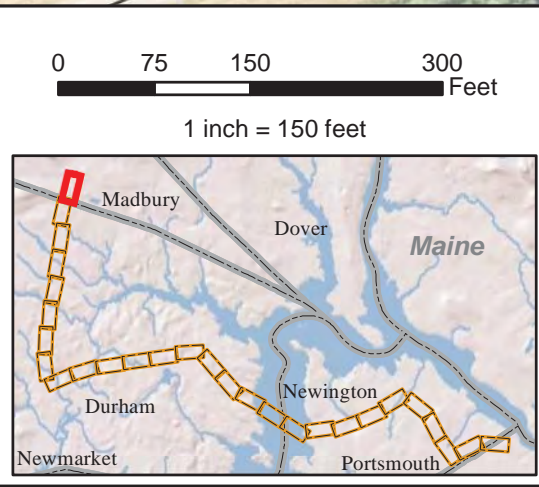 0 75 150 300
Feet
1 inch = 150 feet
Madbury
Dover
Maine
Newington
Durham
Newmarket
Portsmouth